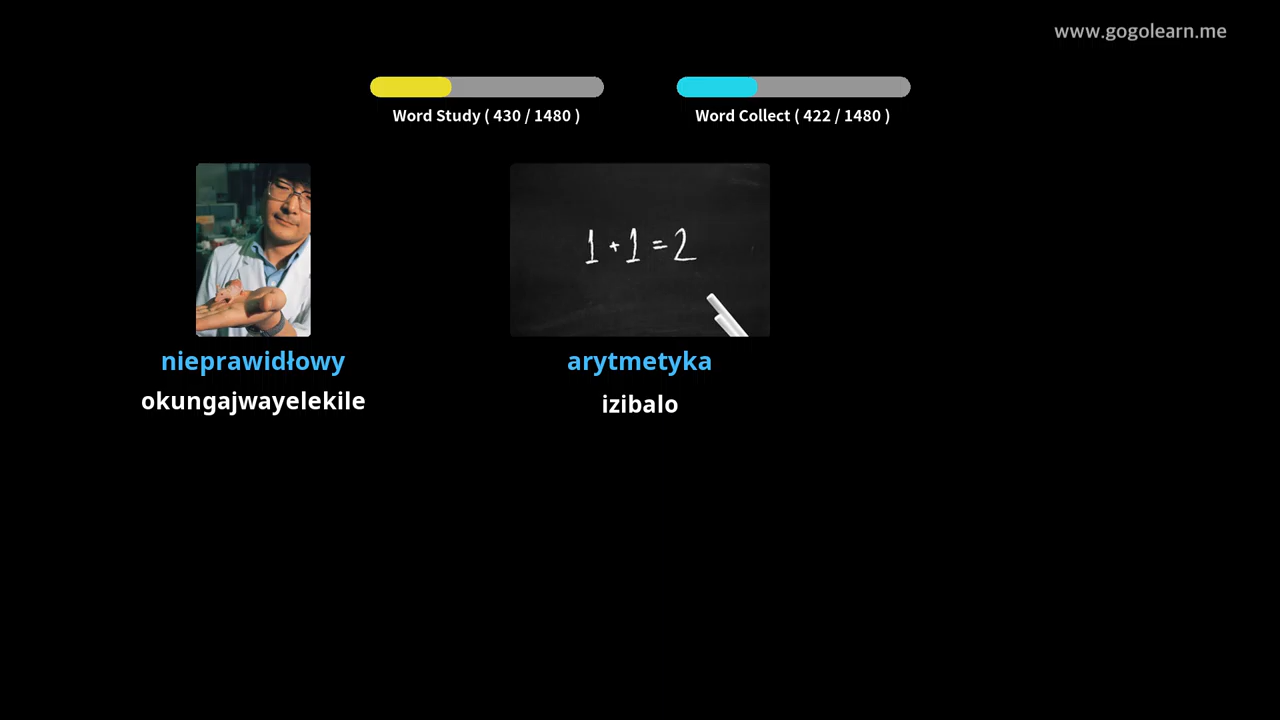 www.gogolearn.me
Word Study ( 430 / 1480 )
Word Collect ( 422 / 1480 )
1+1=2
nieprawidłowy
arytmetyka
okungajwayelekile
izibalo